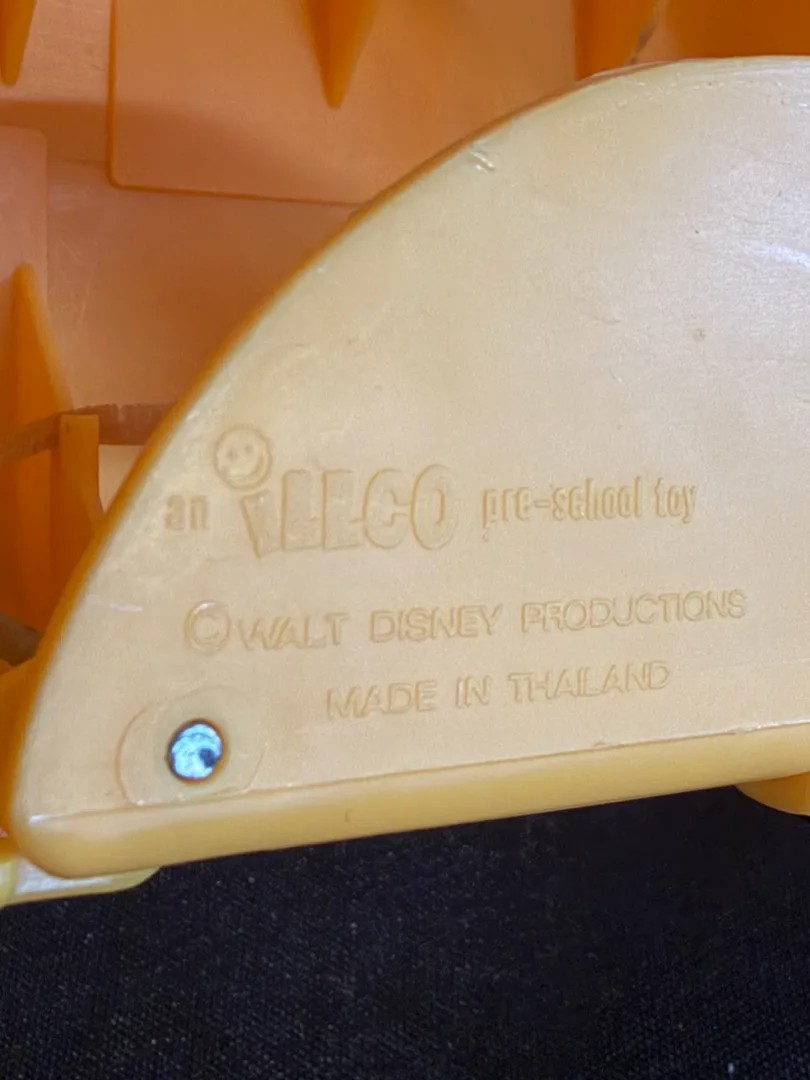 an iLLCO pre-school toy
© WALT DISNEY PRODUCTIONS
MADE IN THAILAND